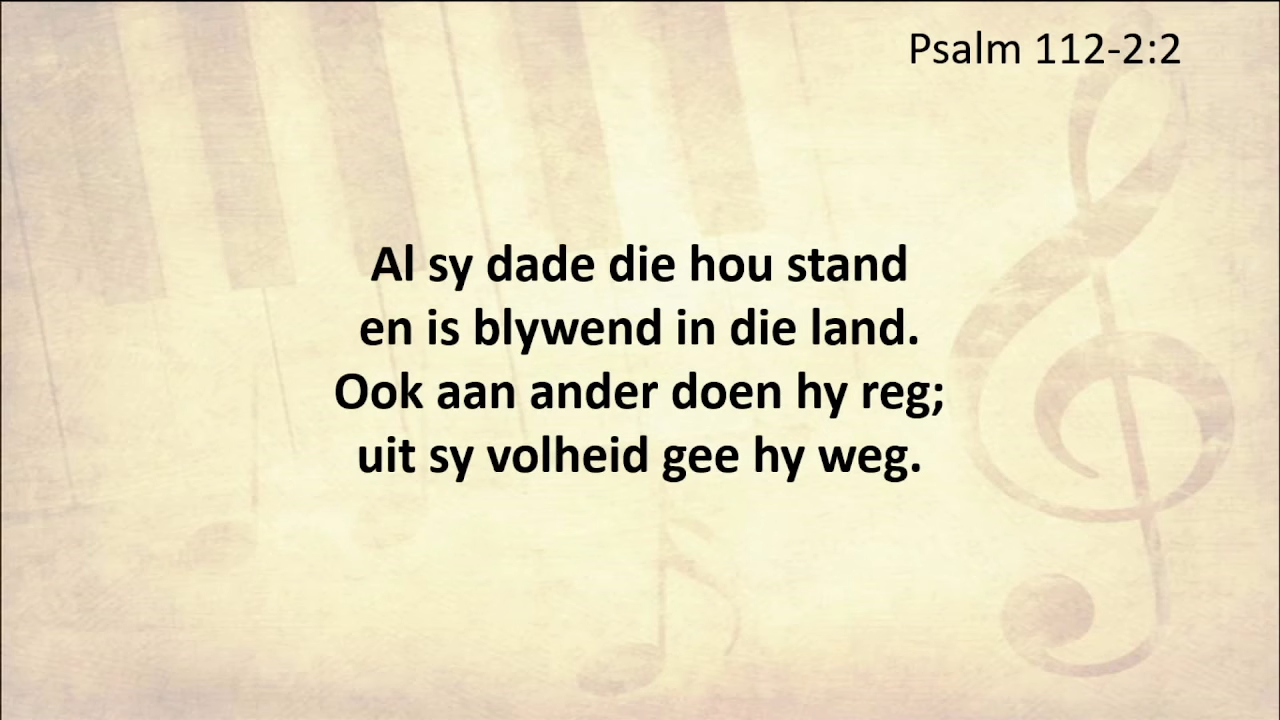 Psalm 112-2:2
Al sy dade die hou stand
en is blywend in die land.
Ook aan ander doen hy reg;
uit sy volheid gee hy weg.